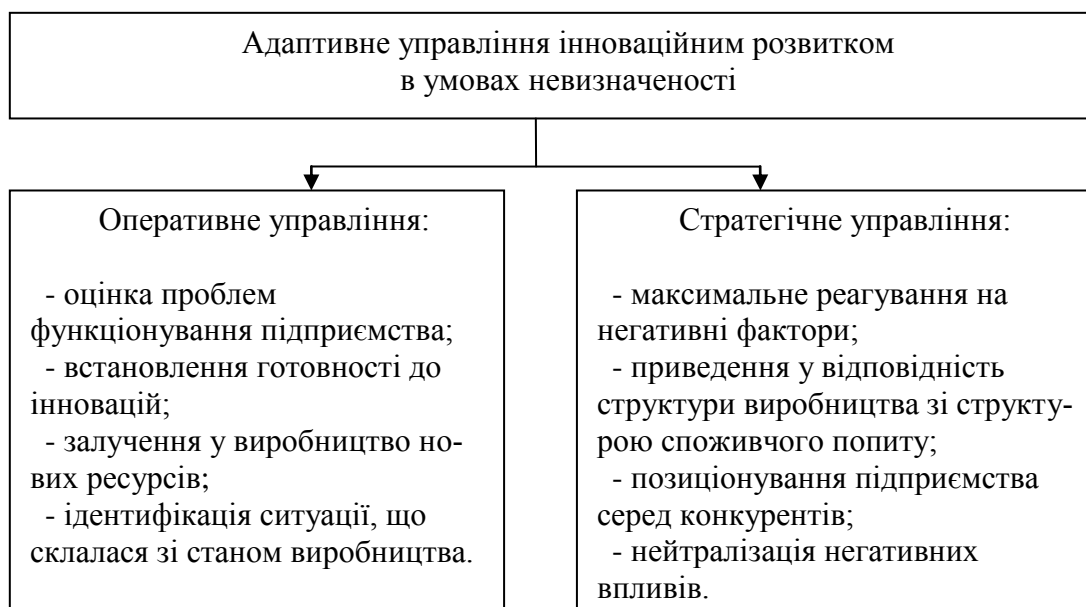 Адаптивне управління інноваційним розвитком
в умовах невизначеності
Оперативне управління:
- оцінка проблем
функціонування підприємства;
- встановлення готовності до
інновацій;
- залучення у виробництво но-
вих ресурсів;
- ідентифікація ситуації, що
склалася зі станом виробництва.
Стратегічне управління:
- максимальне реагування на
негативні фактори;
- приведення у відповідність
структури виробництва зі структу-
рою споживчого попиту;
- позиціонування підприємства
серед конкурентів;
- нейтралізація негативних
впливів.